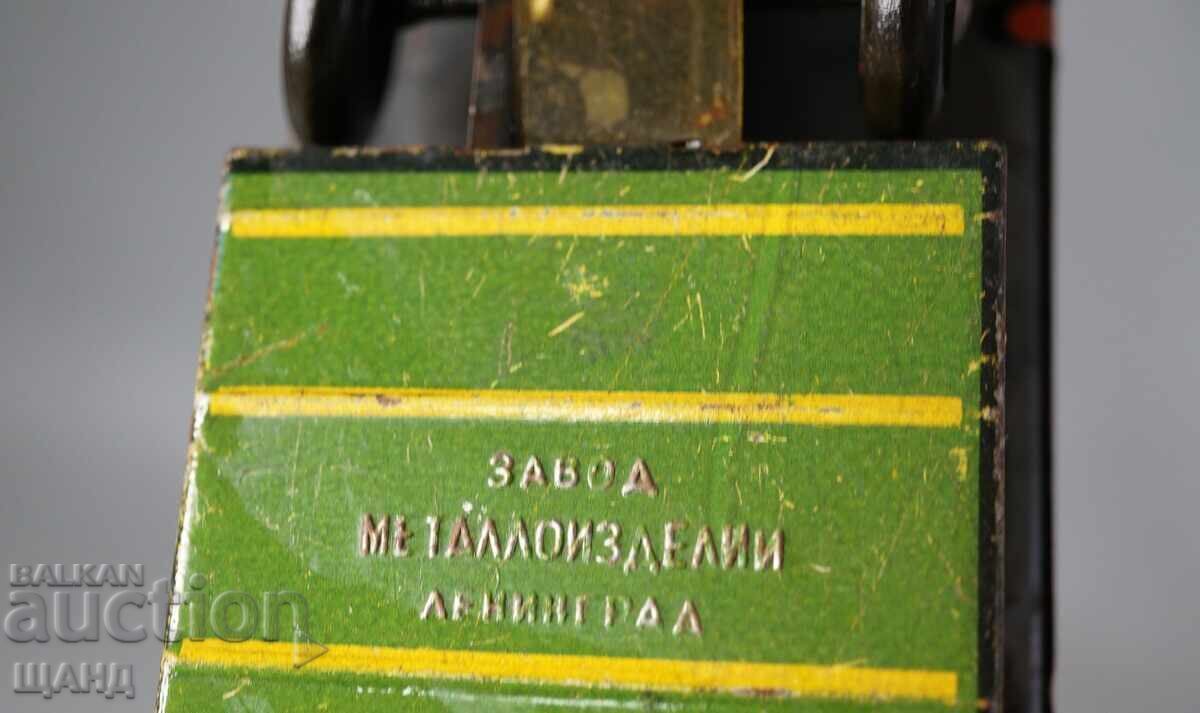 ЗАВОД
МЕТАЛЛОИЗДЕЛИЙ
ЛЕНИНГРАД
BALKAN
auction
ЩАНД